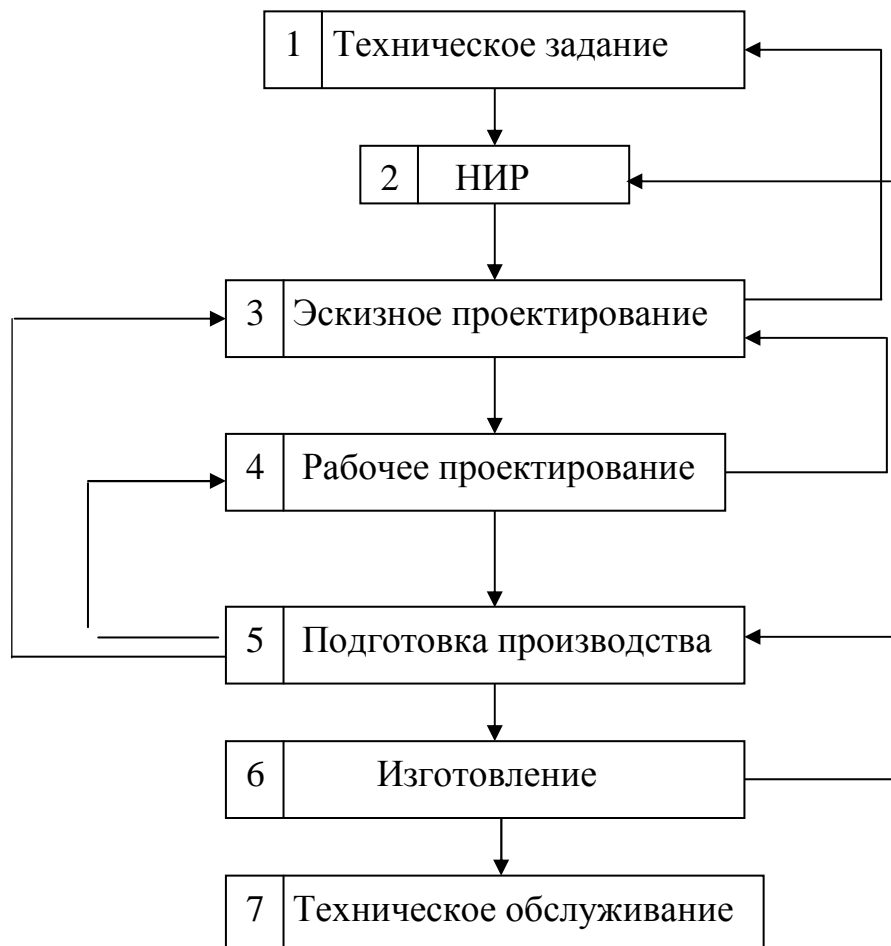 1 Техническое задание
2 НИР
3 Эскизное проектирование
4 Рабочее проектирование
5 Подготовка производства
6 Изготовление
7 Техническое обслуживание